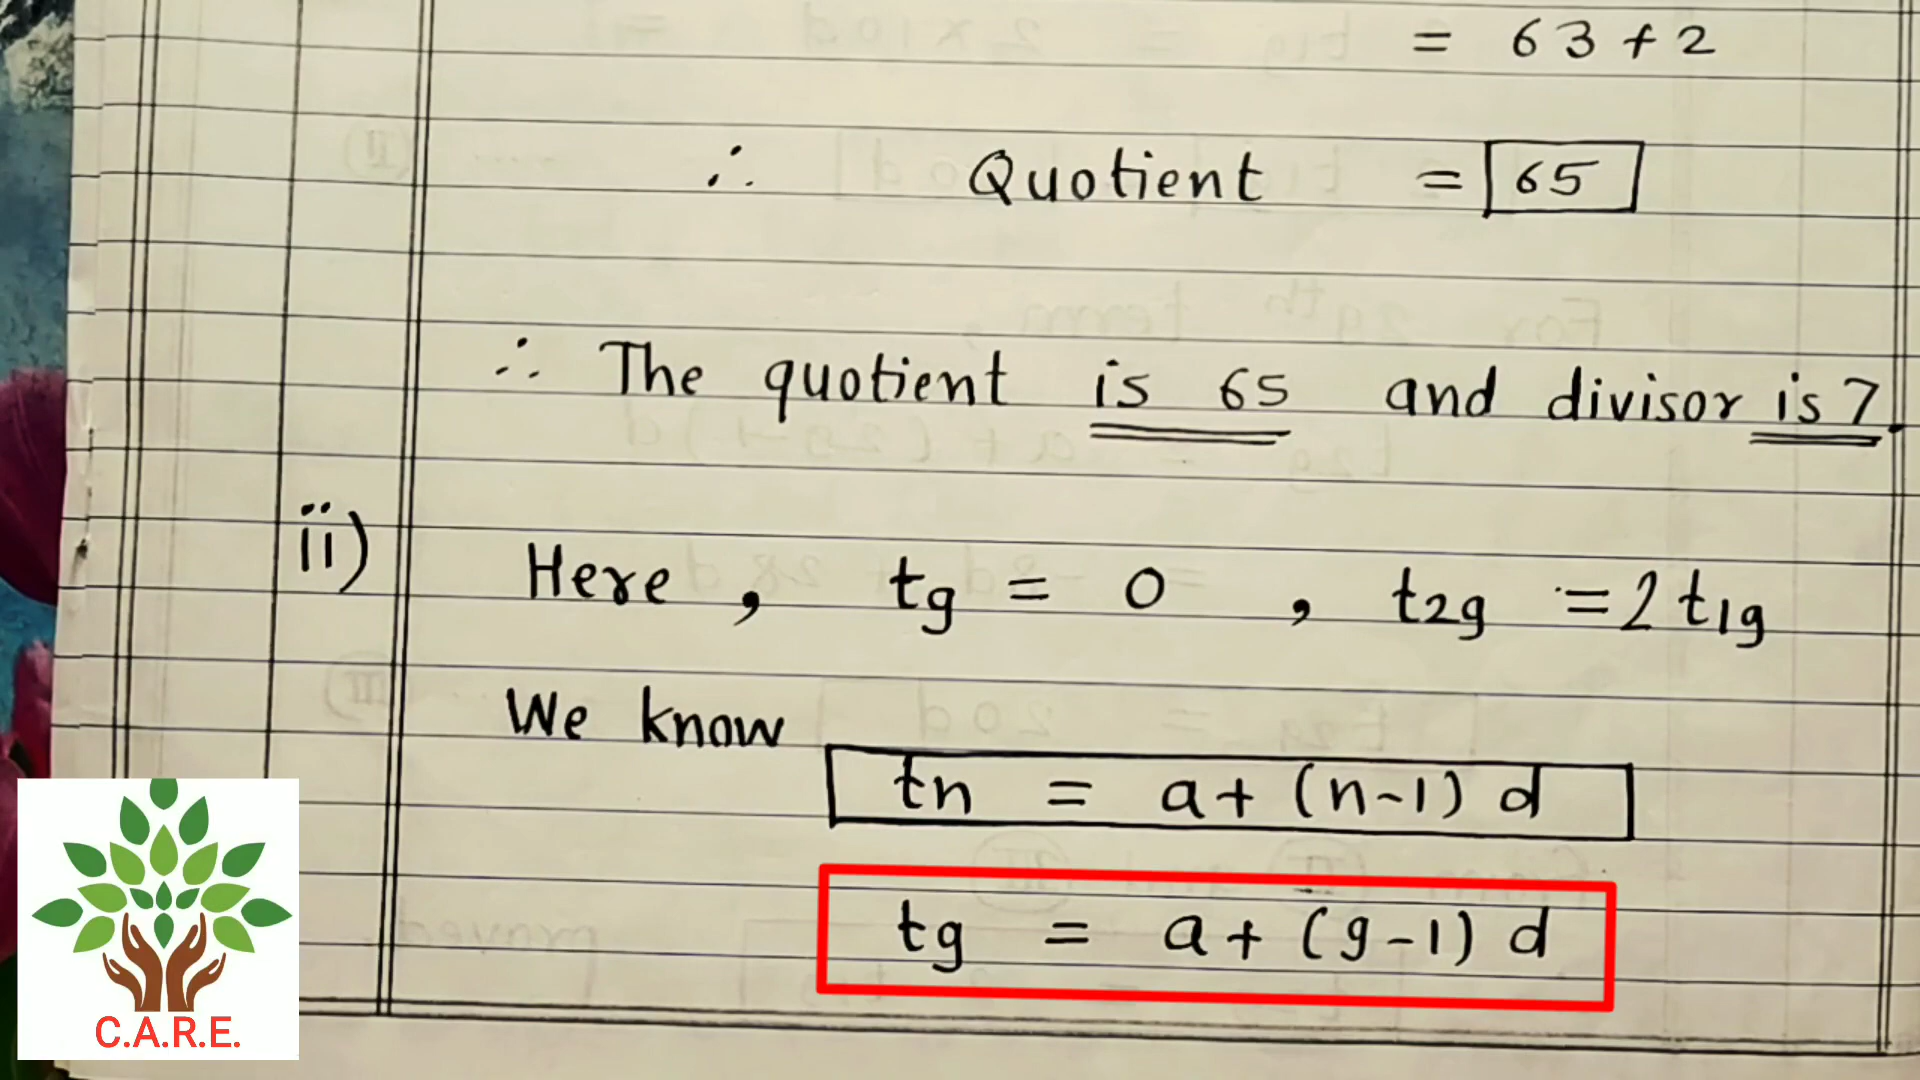 = 63 + 2
∴ Quotient = 65
∴ The quotient is 65 and divisor is 7.
ii) Here , t9 = 0 , t29 = 2 t19
We know
tn = a + (n-1) d
t9 = a + (9-1) d
C.A.R.E.